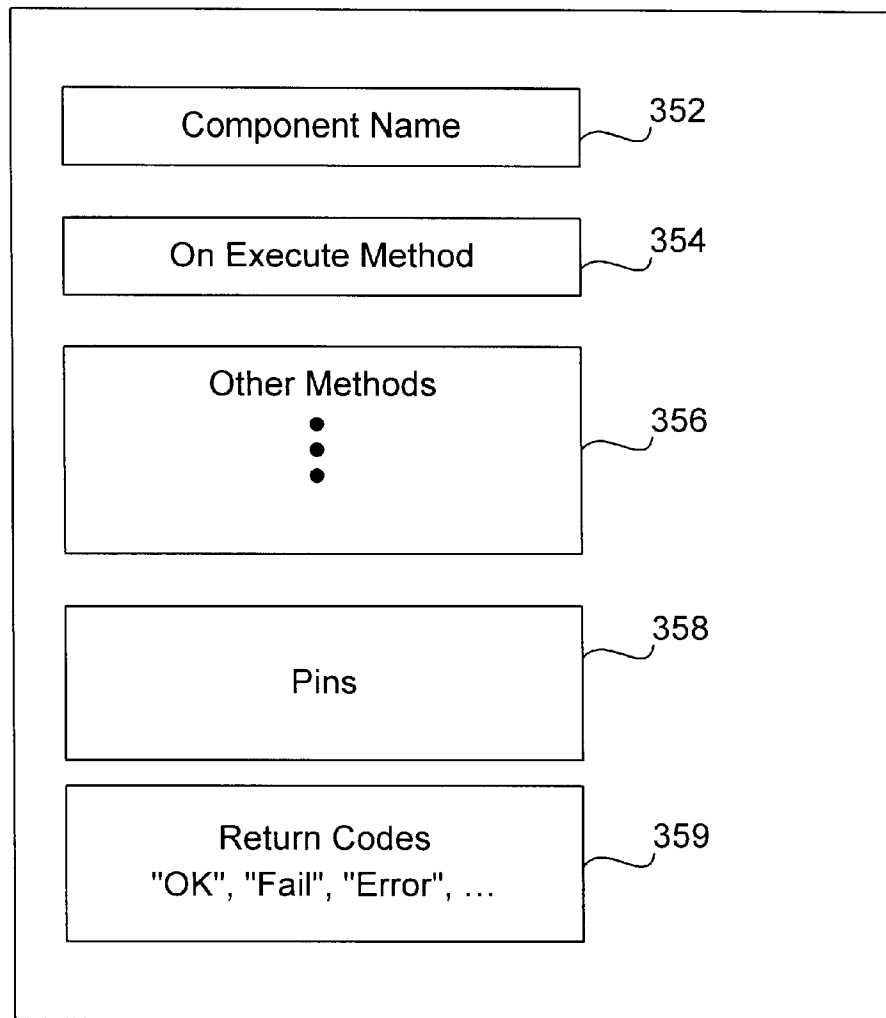 Component Name
352
On Execute Method
354
Other Methods
356
Pins
358
Return Codes
"OK", "Fail", "Error", ...
359